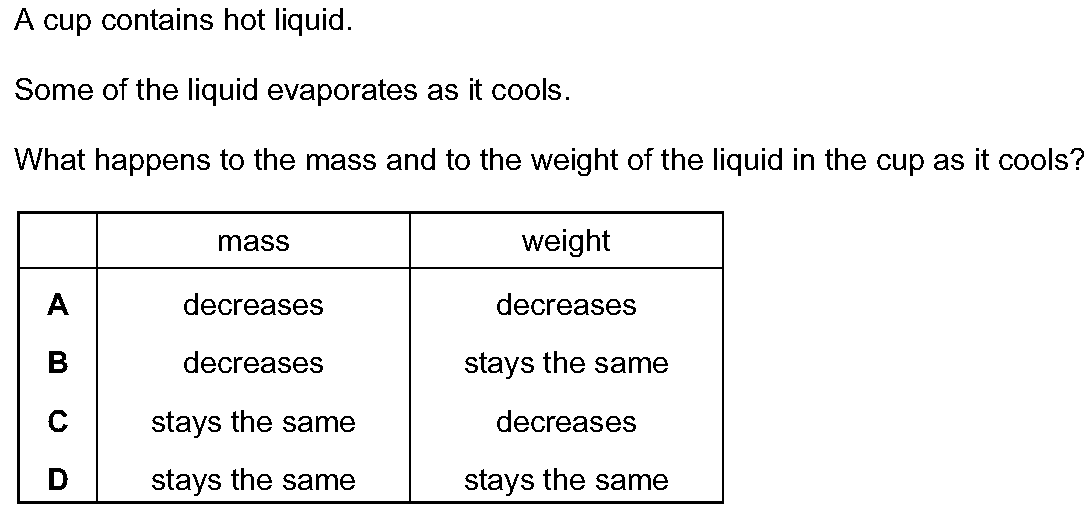 A cup contains hot liquid.
Some of the liquid evaporates as it cools.
What happens to the mass and to the weight of the liquid in the cup as it cools?
mass weight
A decreases decreases
B decreases stays the same
C stays the same decreases
D stays the same stays the same